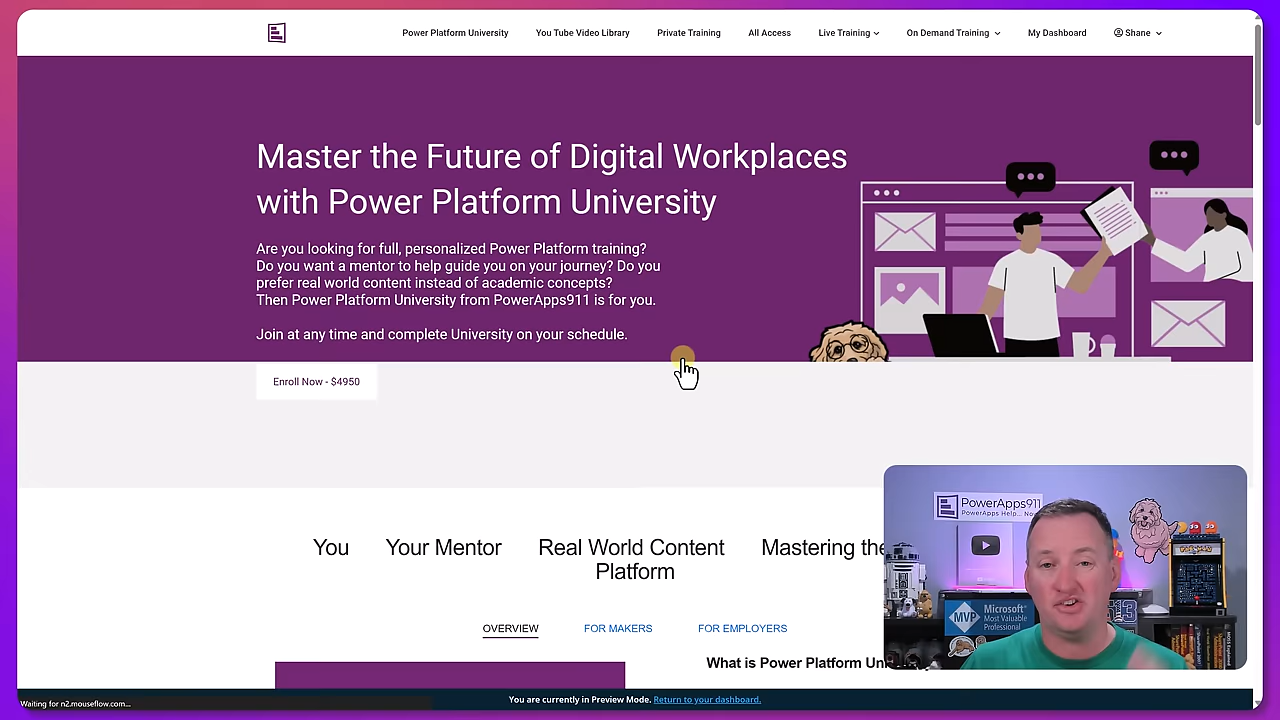 Power Platform University
You Tube Video Library
Private Training
All Access
Live Training
On Demand Training
My Dashboard
Shane
Master the Future of Digital Workplaces
with Power Platform University
Are you looking for full, personalized Power Platform training?
Do you want a mentor to help guide you on your journey? Do you
prefer real world content instead of academic concepts?
Then Power Platform University from PowerApps911 is for you.
Join at any time and complete University on your schedule.
Enroll Now - $4950
You
Your Mentor
Real World Content
Mastering the
Platform
OVERVIEW
FOR MAKERS
FOR EMPLOYERS
What is Power Platform Un
PowerApps911
PowerApps Help... No
Microsoft®
Most Valuable
Professional
MVP
You are currently in Preview Mode. Return to your dashboard.
Waiting for n2.mouseflow.com...